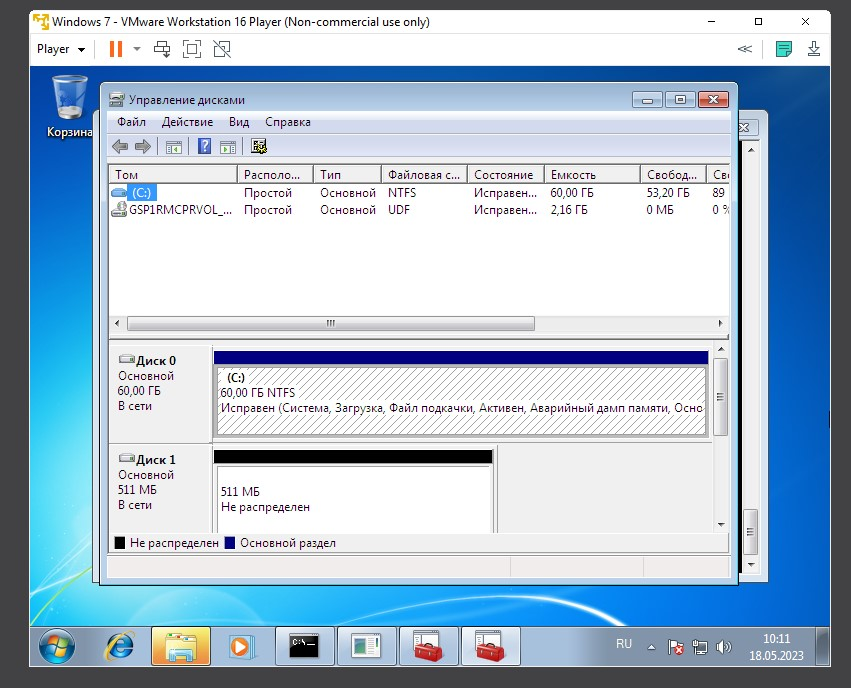 Windows 7 - VMware Workstation 16 Player (Non-commercial use only)
Player
Корзина
Управление дисками
Файл Действие Вид Справка
Том Располо... Тип Файловая с... Состояние Емкость Свобод... Св
(C:) Простой Основной NTFS Исправен... 60,00 ГБ 53,20 ГБ 89
GSP1RMCPRVOL_... Простой Основной UDF Исправен... 2,16 ГБ 0 МБ 0 %
Диск 0
Основной
60,00 ГБ
В сети
(C:)
60,00 ГБ NTFS
Исправен (Система, Загрузка, Файл подкачки, Активен, Аварийный дамп памяти, Осно
Диск 1
Основной
511 МБ
В сети
511 МБ
Не распределен
Не распределен Основной раздел
C:\
RU
10:11
18.05.2023